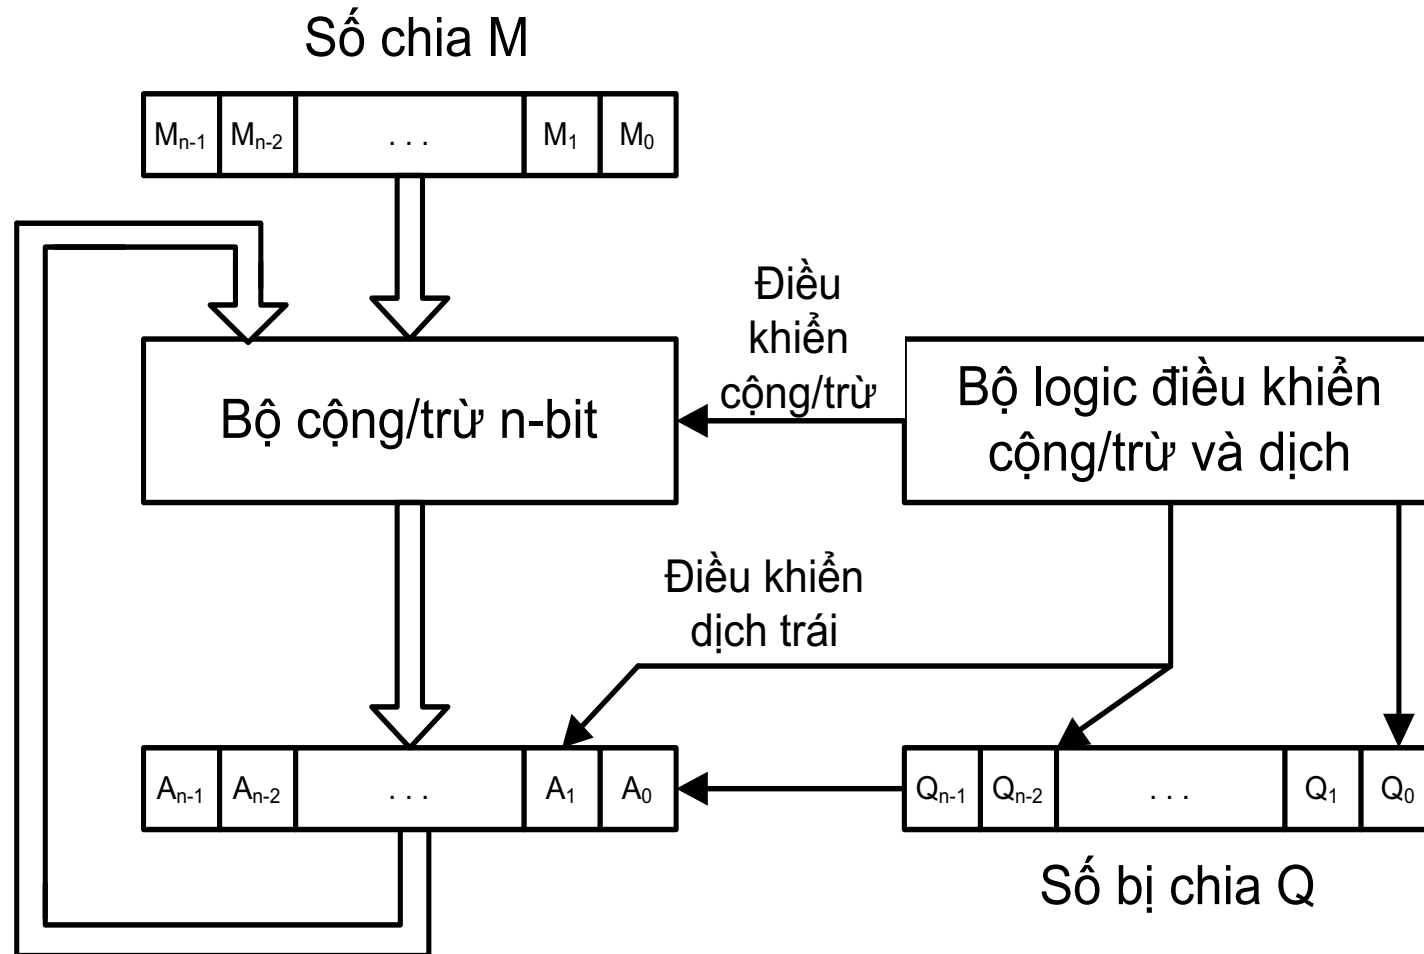 Số chia M
Mn-1 Mn-2 . . . M1 M0
Điều
khiển
cộng/trừ
Bộ cộng/trừ n-bit
Bộ logic điều khiển
cộng/trừ và dịch
Điều khiển
dịch trái
An-1 An-2 . . . A1 A0
Qn-1 Qn-2 . . . Q1 Q0
Số bị chia Q